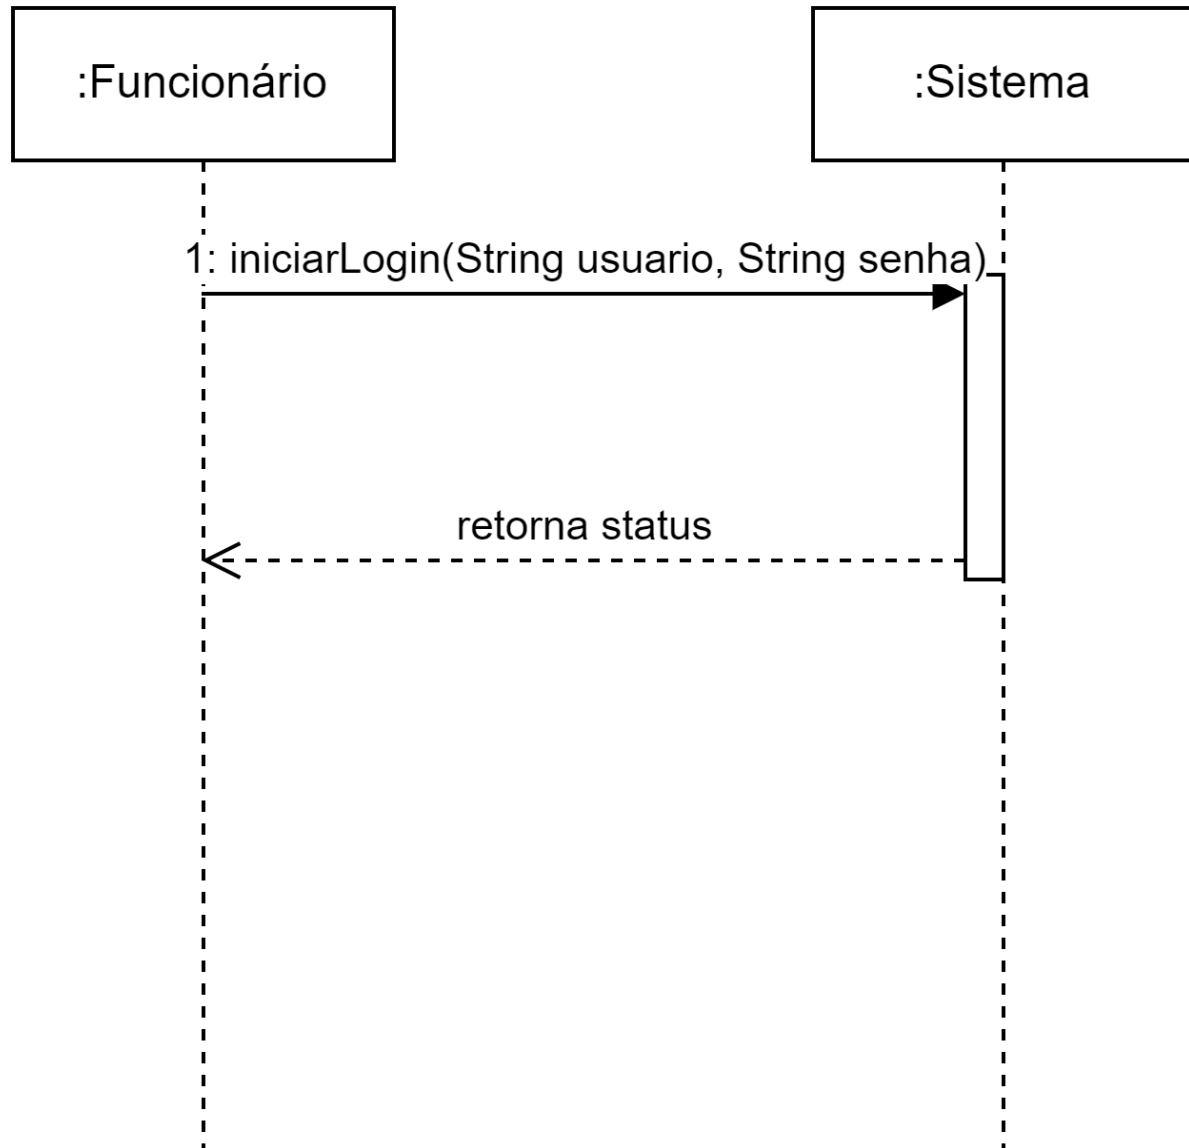 :Funcionário
:Sistema
1: iniciarLogin(String usuario, String senha)
retorna status